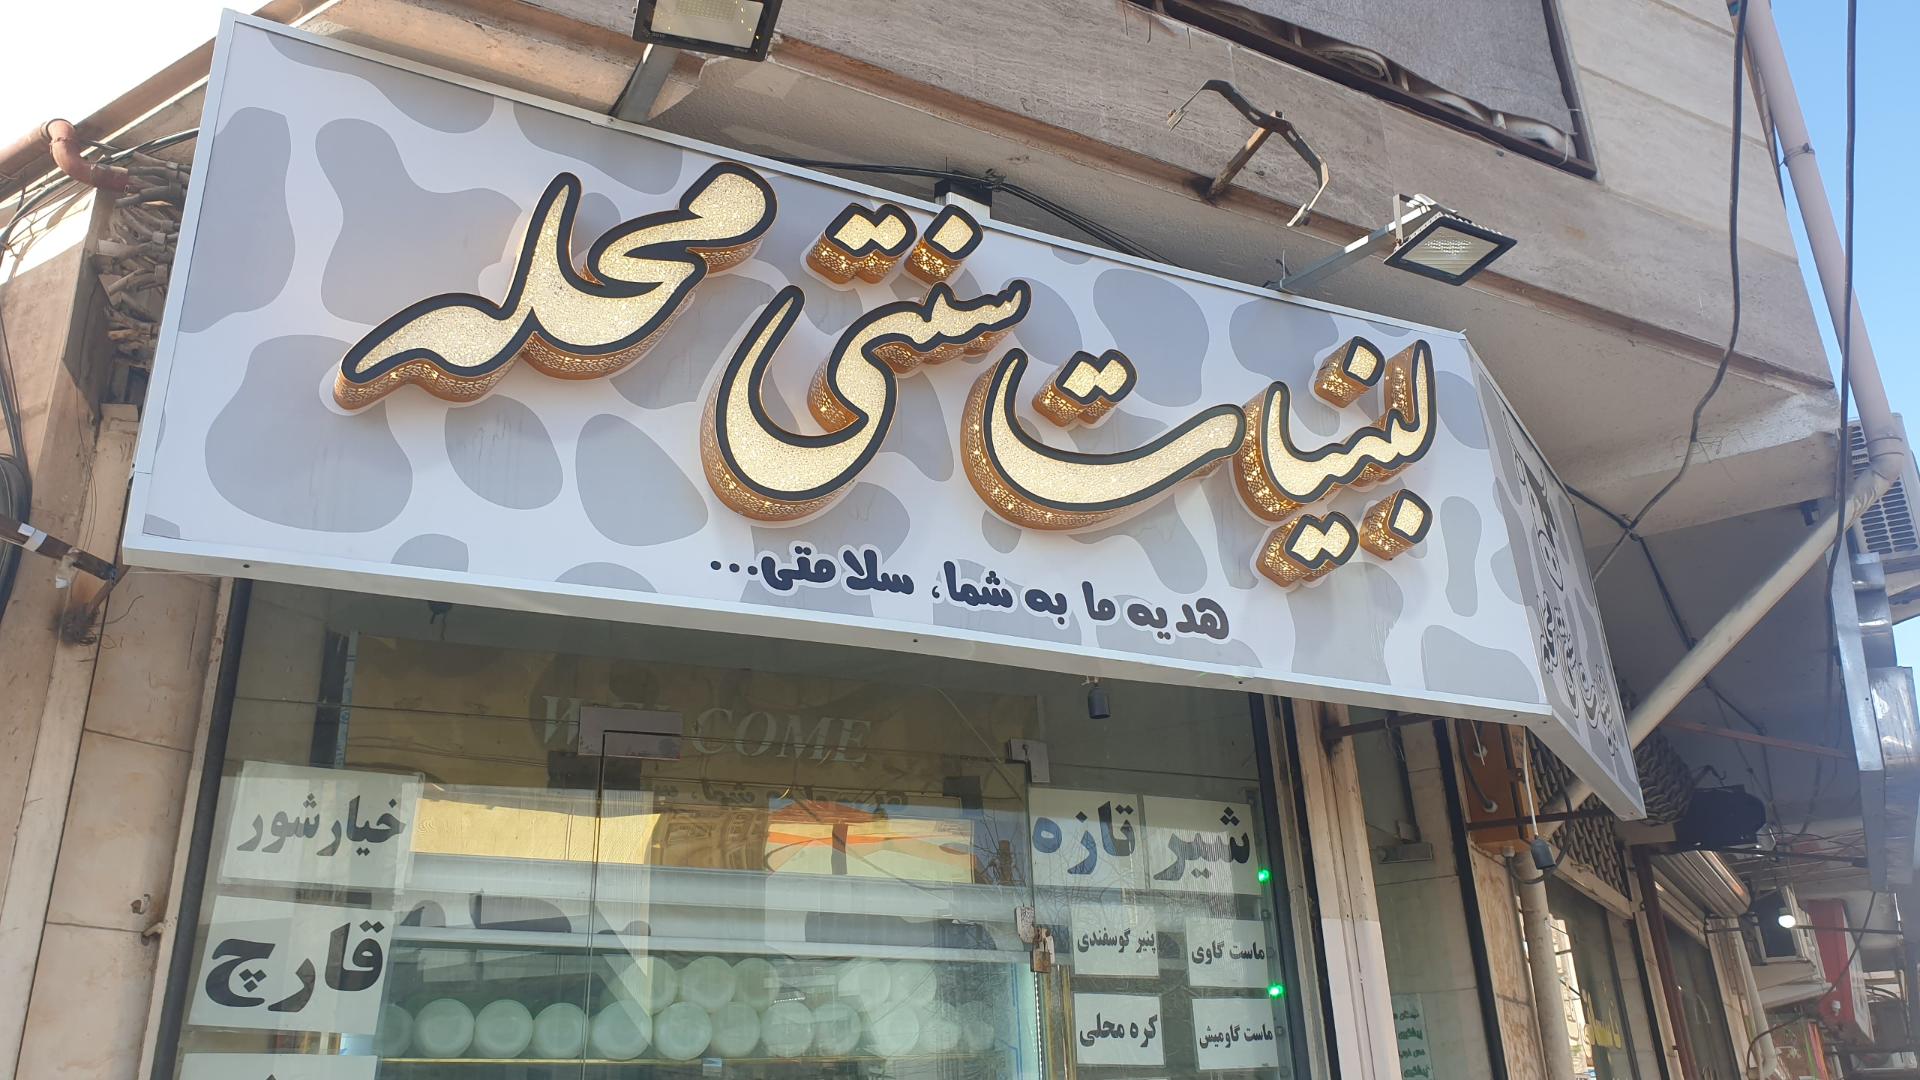 لبنیات سنتی محله
هدیه ما به شما، سلامتی...
WELCOME
شیر تازه
خیارشور
قارچ
پنیر گوسفندی
ماست گاوی
کره محلی
ماست گاومیش